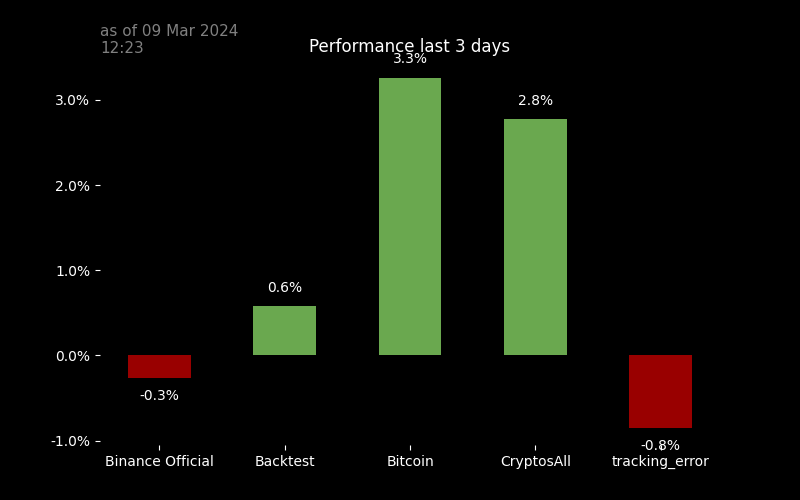 as of 09 Mar 2024
12:23
Performance last 3 days
3.3%
3.0%
2.8%
2.0%
1.0%
0.6%
0.0%
-0.3%
-1.0%
-0.8%
Binance Official
Backtest
Bitcoin
CryptosAll
tracking_error